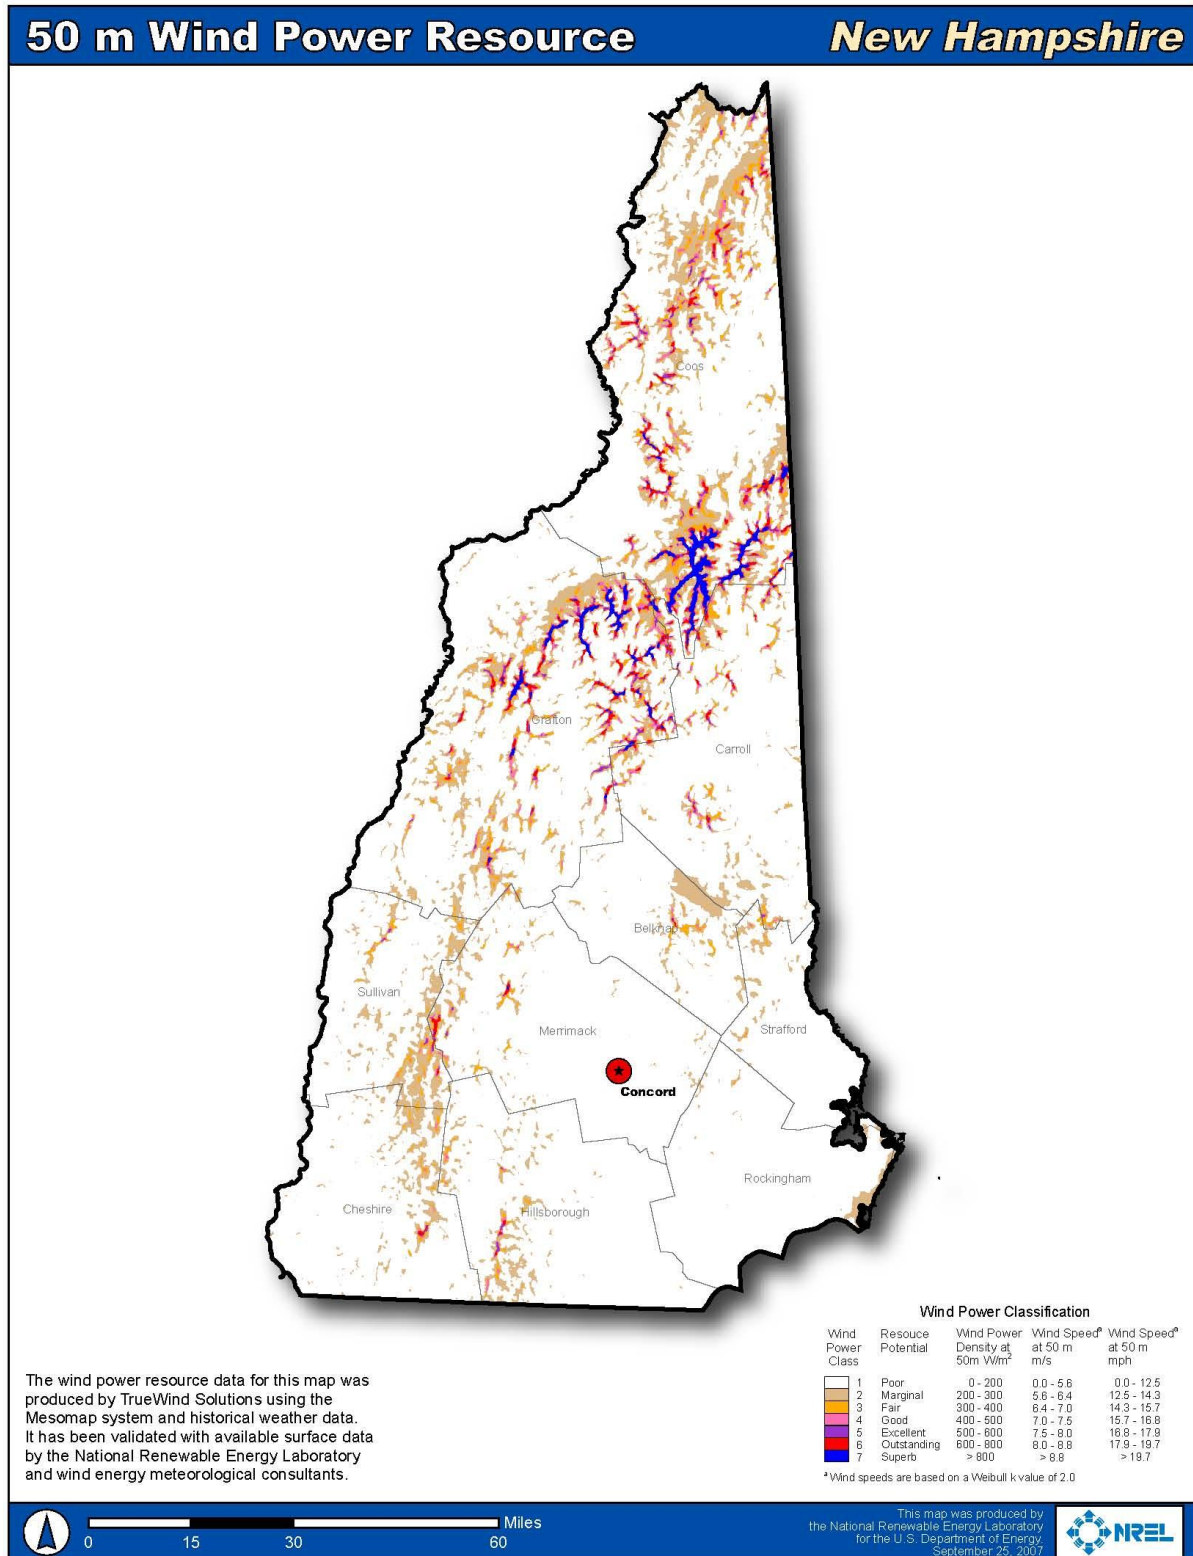 50 m Wind Power Resource
New Hampshire
Coos
Grafton
Carroll
Belknap
Sullivan
Merrimack
Strafford
Concord
Rockingham
Cheshire
Hillsborough
Wind Power Classification
Wind Power Class Resouce Potential Wind Power Density at 50m W/m² Wind Speedᵃ at 50 m m/s Wind Speedᵃ at 50 m mph
1 Poor 0 - 200 0.0 - 5.6 0.0 - 12.5
2 Marginal 200 - 300 5.6 - 6.4 12.5 - 14.3
3 Fair 300 - 400 6.4 - 7.0 14.3 - 15.7
4 Good 400 - 500 7.0 - 7.5 15.7 - 16.8
5 Excellent 500 - 600 7.5 - 8.0 16.8 - 17.9
6 Outstanding 600 - 800 8.0 - 8.8 17.9 - 19.7
7 Superb > 800 > 8.8 > 19.7
ᵃ Wind speeds are based on a Weibull k value of 2.0
The wind power resource data for this map was
produced by TrueWind Solutions using the
Mesomap system and historical weather data.
It has been validated with available surface data
by the National Renewable Energy Laboratory
and wind energy meteorological consultants.
Miles
0 15 30 60
This map was produced by
the National Renewable Energy Laboratory
for the U.S. Department of Energy.
September 25, 2007
NREL